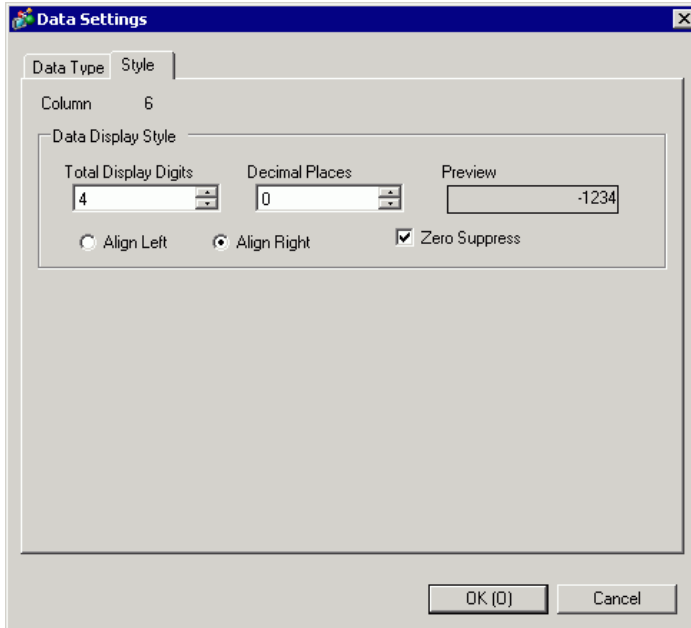 Data Settings
Data Type Style
Column 6
Data Display Style
Total Display Digits Decimal Places Preview
4 0 -1234
Align Left Align Right Zero Suppress
OK (O) Cancel